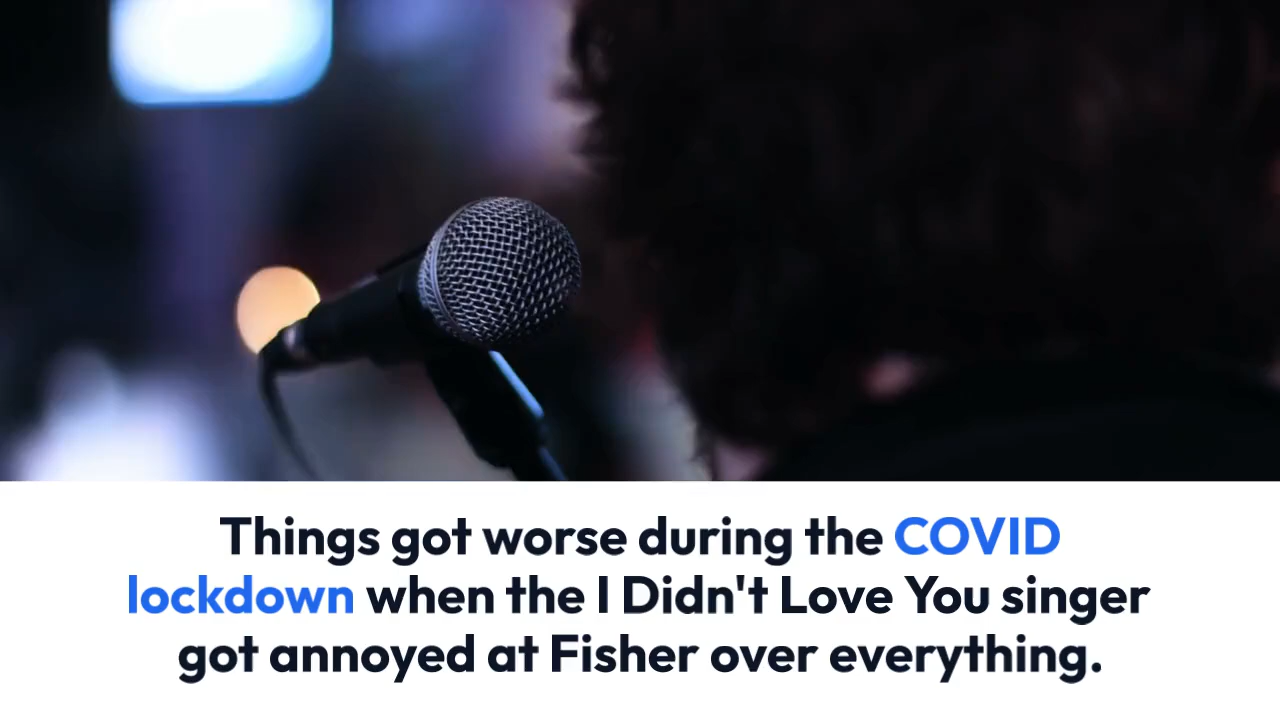 Things got worse during the COVID
lockdown when the I Didn't Love You singer
got annoyed at Fisher over everything.